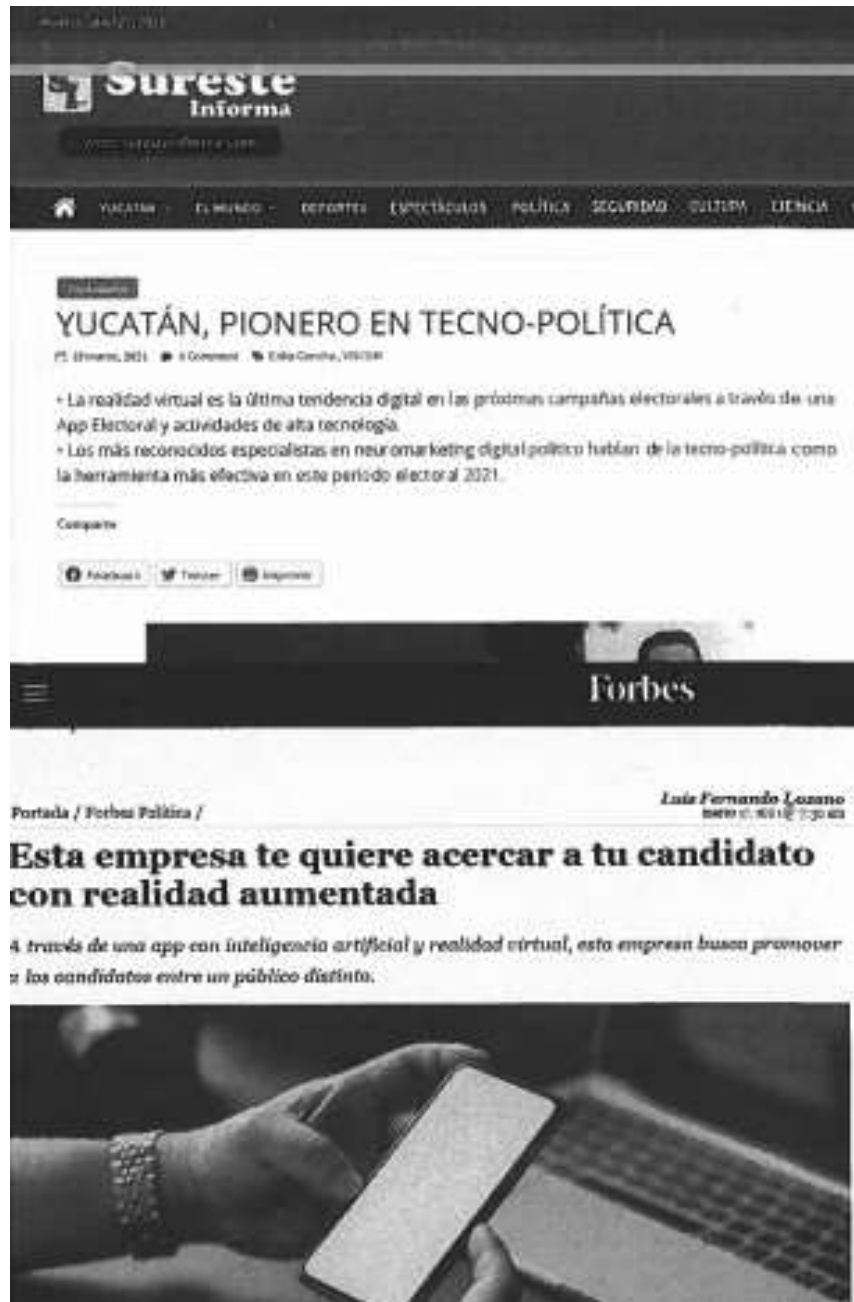 Sureste
Informa
YUCATÁN EL MUNDO DEPORTES ESPECTÁCULOS POLÍTICA SEGURIDAD CULTURA CIENCIA
YUCATÁN, PIONERO EN TECNO-POLÍTICA
2021 0 Comment
• La realidad virtual es la última tendencia digital en las próximas campañas electorales a través de una
App Electoral y actividades de alta tecnología.
• Los más reconocidos especialistas en neuromarketing digital político hablan de la tecno-política como
la herramienta más efectiva en este periodo electoral 2021.
Comparte
Facebook Twitter Imprimir
Forbes
Luis Fernando Lozano
Portada / Forbes Política /
Esta empresa te quiere acercar a tu candidato
con realidad aumentada
A través de una app con inteligencia artificial y realidad virtual, esta empresa busca promover
a los candidatos entre un público distinto.